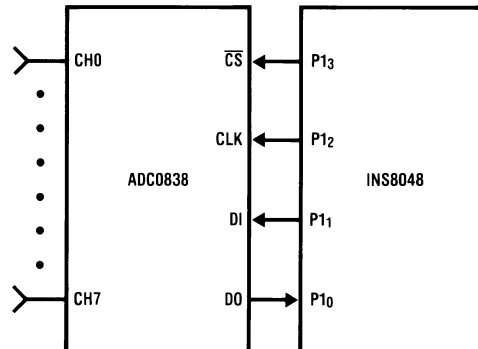 CH0
CS
P1₃
CLK
P1₂
ADC0838
INS8048
DI
P1₁
CH7
DO
P1₀